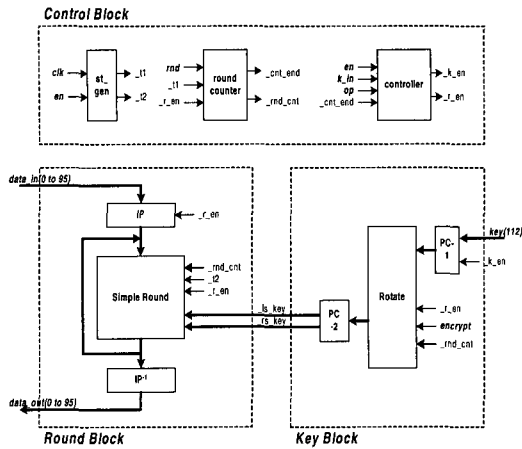 Control Block
clk
en
st_
gen
_t1
_t2
rnd
_t1
_r_en
round
counter
_cnt_end
_rnd_cnt
en
k_in
op
_cnt_end
controller
_k_en
_r_en
data_in(0 to 95)
IP
_r_en
Simple Round
_rnd_cnt
_t2
_r_en
_ls_key
_rs_key
IP-1
data_out(0 to 95)
Round Block
key(112)
PC-
1
_k_en
Rotate
PC
-2
_r_en
encrypt
_rnd_cnt
Key Block